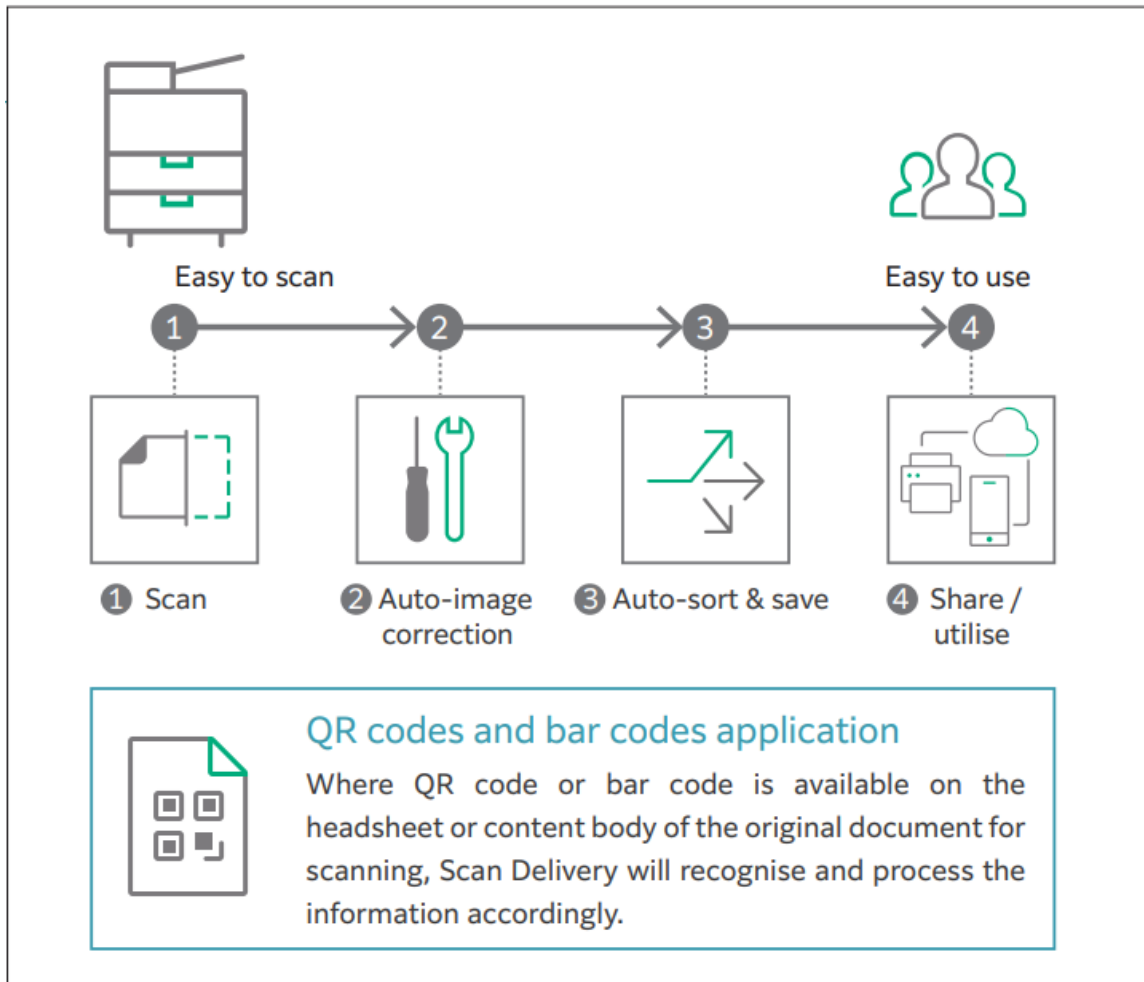 Easy to scan
Easy to use
1
2
3
4
1 Scan
2 Auto-image
correction
3 Auto-sort & save
4 Share /
utilise
QR codes and bar codes application
Where QR code or bar code is available on the
headsheet or content body of the original document for
scanning, Scan Delivery will recognise and process the
information accordingly.